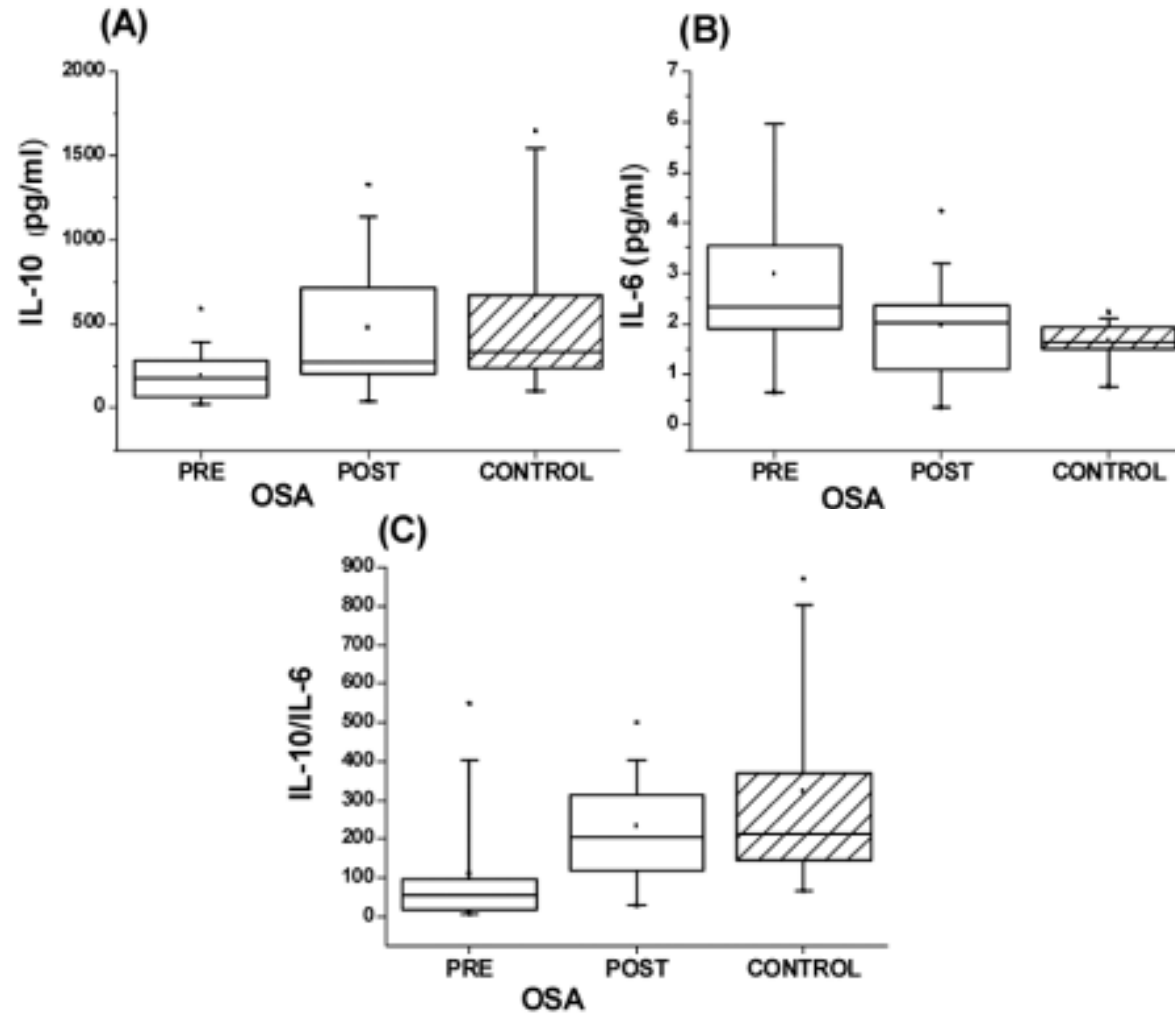 (A)
IL-10 (pg/ml)
2000
1500
1000
500
0
PRE POST CONTROL
OSA
(B)
IL-6 (pg/ml)
7
6
5
4
3
2
1
0
PRE POST CONTROL
OSA
(C)
IL-10/IL-6
900
800
700
600
500
400
300
200
100
0
PRE POST CONTROL
OSA